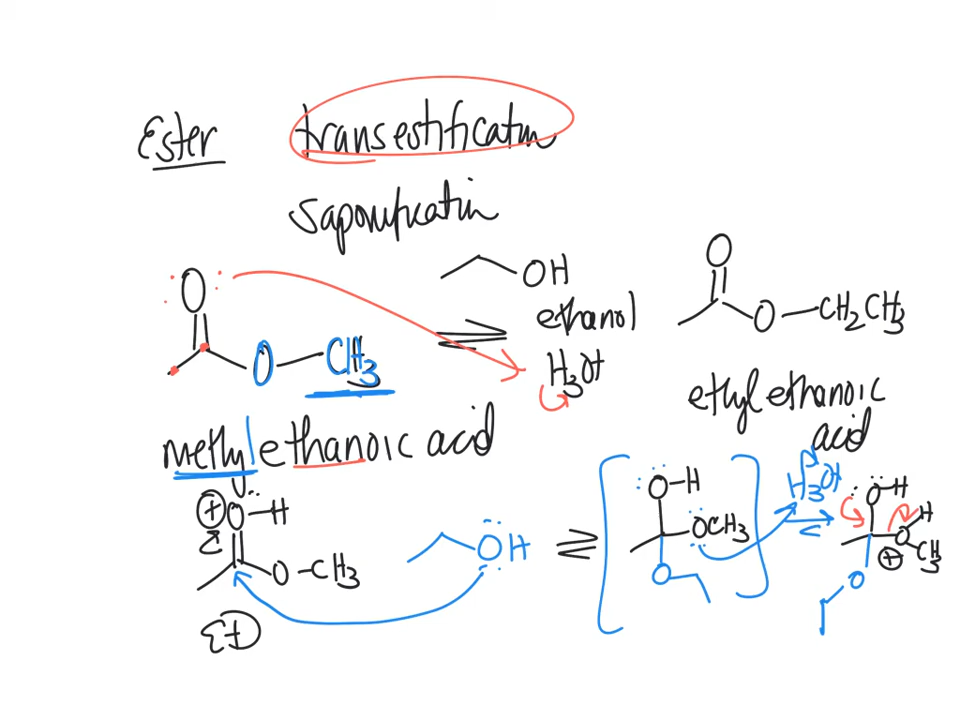 Ester transestificatin
saponificatin
O OH O
ethanol O CH2CH3
O CH3 H3O+
ethyl ethanoic
methyl ethanoic acid acid
H3O+
O-H O-H
O-H OCH3 H
O-CH3 OH O
O CH3
O